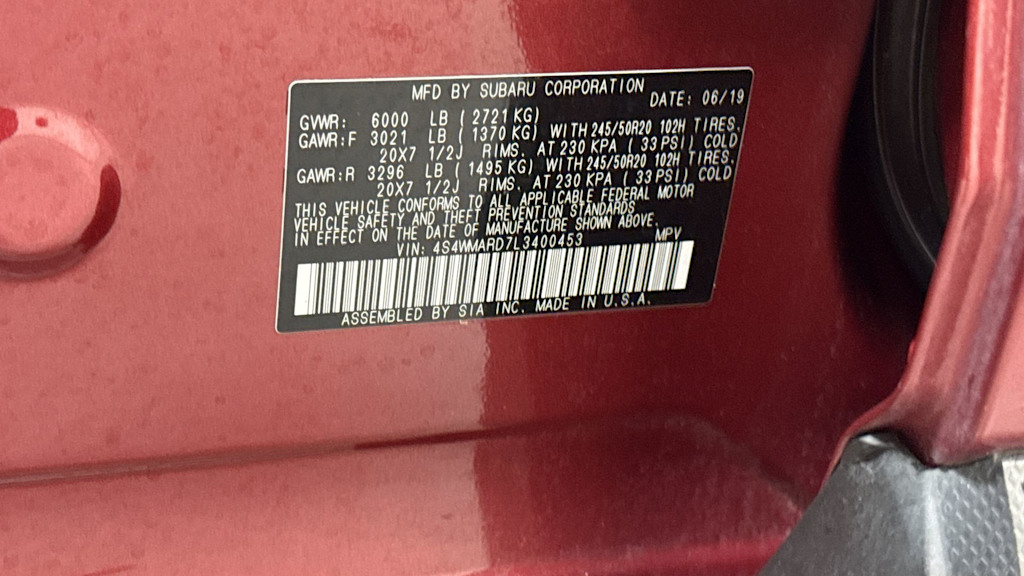 MFD BY SUBARU CORPORATION
DATE: 06/19
GVWR: 6000 LB (2721 KG)
GAWR:F 3021 LB (1370 KG) WITH 245/50R20 102H TIRES,
20X7 1/2J RIMS, AT 230 KPA (33 PSI) COLD
GAWR:R 3296 LB (1495 KG) WITH 245/50R20 102H TIRES,
20X7 1/2J RIMS, AT 230 KPA (33 PSI) COLD
THIS VEHICLE CONFORMS TO ALL APPLICABLE FEDERAL MOTOR
VEHICLE SAFETY AND THEFT PREVENTION STANDARDS
IN EFFECT ON THE DATE OF MANUFACTURE SHOWN ABOVE.
VIN: 4S4WMARD7L3400453 MPV
ASSEMBLED BY SIA INC. MADE IN U.S.A.